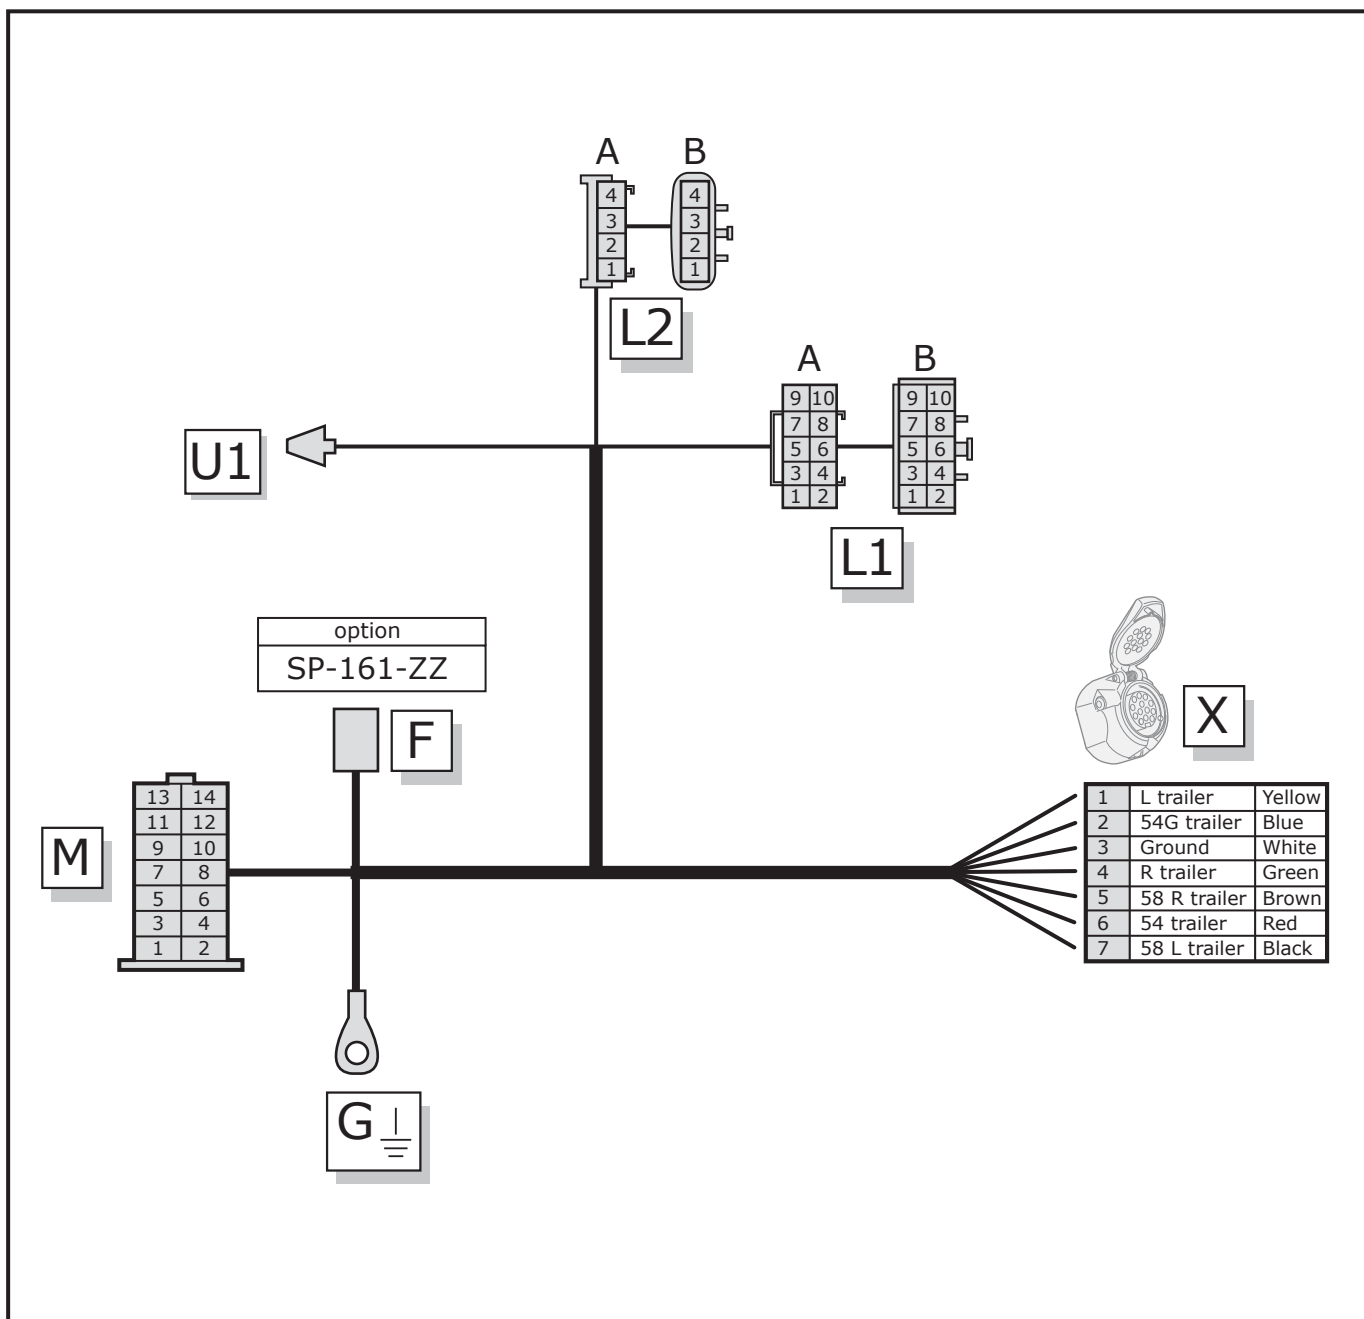 A B
4 4
3 3
2 2
1 1
L2
A B
9 10 9 10
7 8 7 8
5 6 5 6
3 4 3 4
1 2 1 2
L1
U1
option
SP-161-ZZ
F
X
13 14
11 12
9 10
7 8
5 6
3 4
1 2
M
1 L trailer Yellow
2 54G trailer Blue
3 Ground White
4 R trailer Green
5 58 R trailer Brown
6 54 trailer Red
7 58 L trailer Black
G